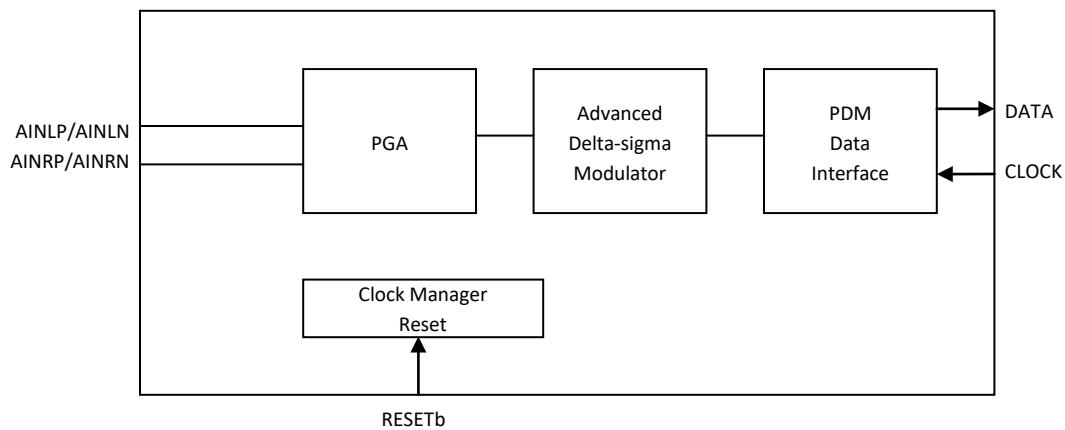 AINLP/AINLN
AINRP/AINRN
PGA
Advanced
Delta-sigma
Modulator
PDM
Data
Interface
DATA
CLOCK
Clock Manager
Reset
RESETb